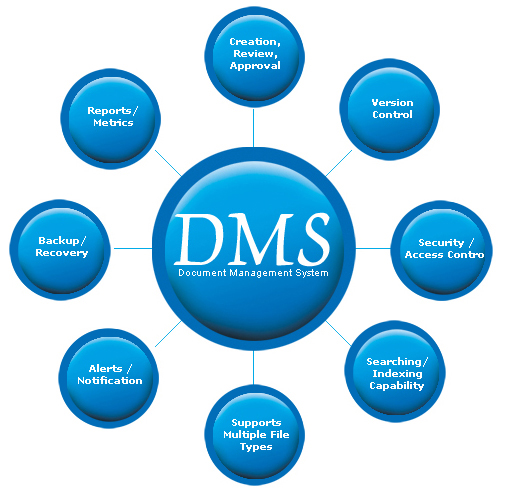 Creation,
Review,
Approval
Version
Control
Security /
Access Contro
Searching/
Indexing
Capability
Supports
Multiple File
Types
Alerts /
Notification
Backup/
Recovery
Reports/
Metrics
DMS
Document Management System